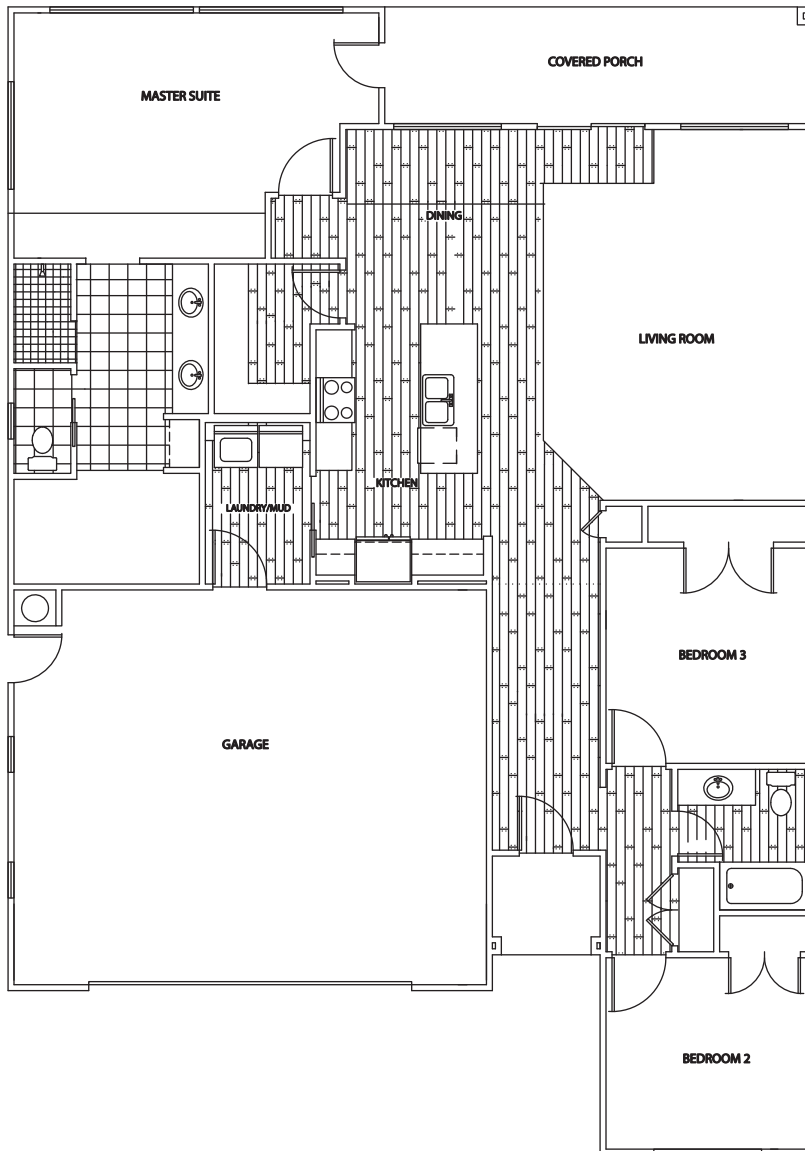 COVERED PORCH
MASTER SUITE
DINING
LIVING ROOM
KITCHEN
LAUNDRY/MUD
BEDROOM 3
GARAGE
BEDROOM 2